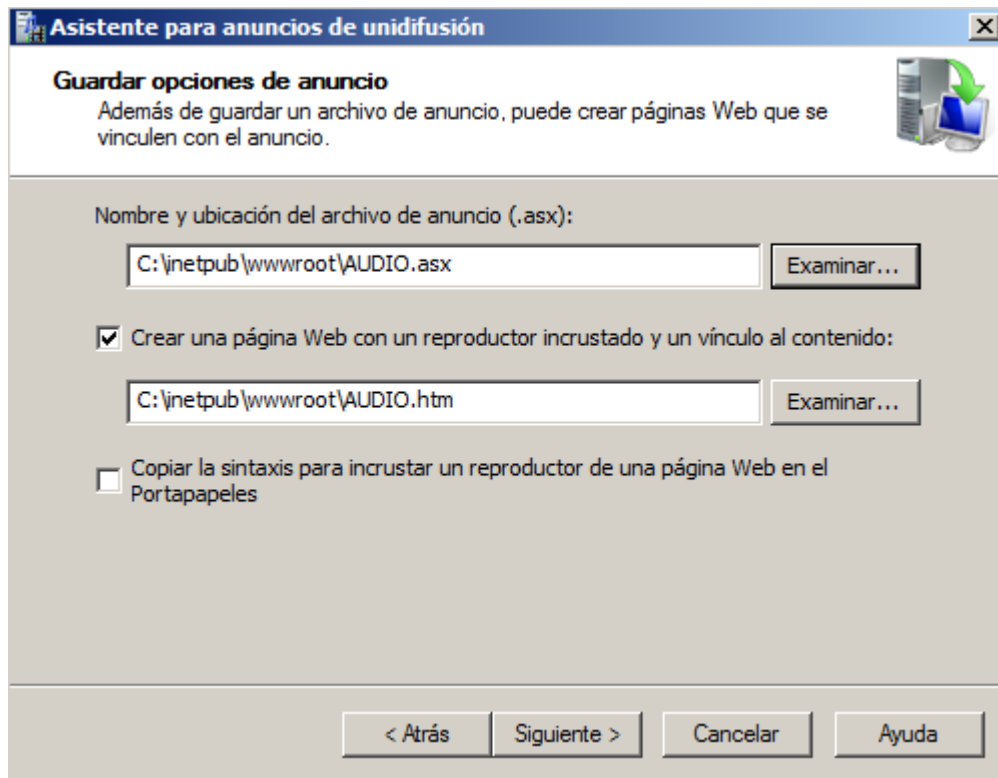 Asistente para anuncios de unidifusión
Guardar opciones de anuncio
Además de guardar un archivo de anuncio, puede crear páginas Web que se
vinculen con el anuncio.
Nombre y ubicación del archivo de anuncio (.asx):
C:\inetpub\wwwroot\AUDIO.asx
Examinar...
Crear una página Web con un reproductor incrustado y un vínculo al contenido:
C:\inetpub\wwwroot\AUDIO.htm
Examinar...
Copiar la sintaxis para incrustar un reproductor de una página Web en el
Portapapeles
< Atrás Siguiente > Cancelar Ayuda